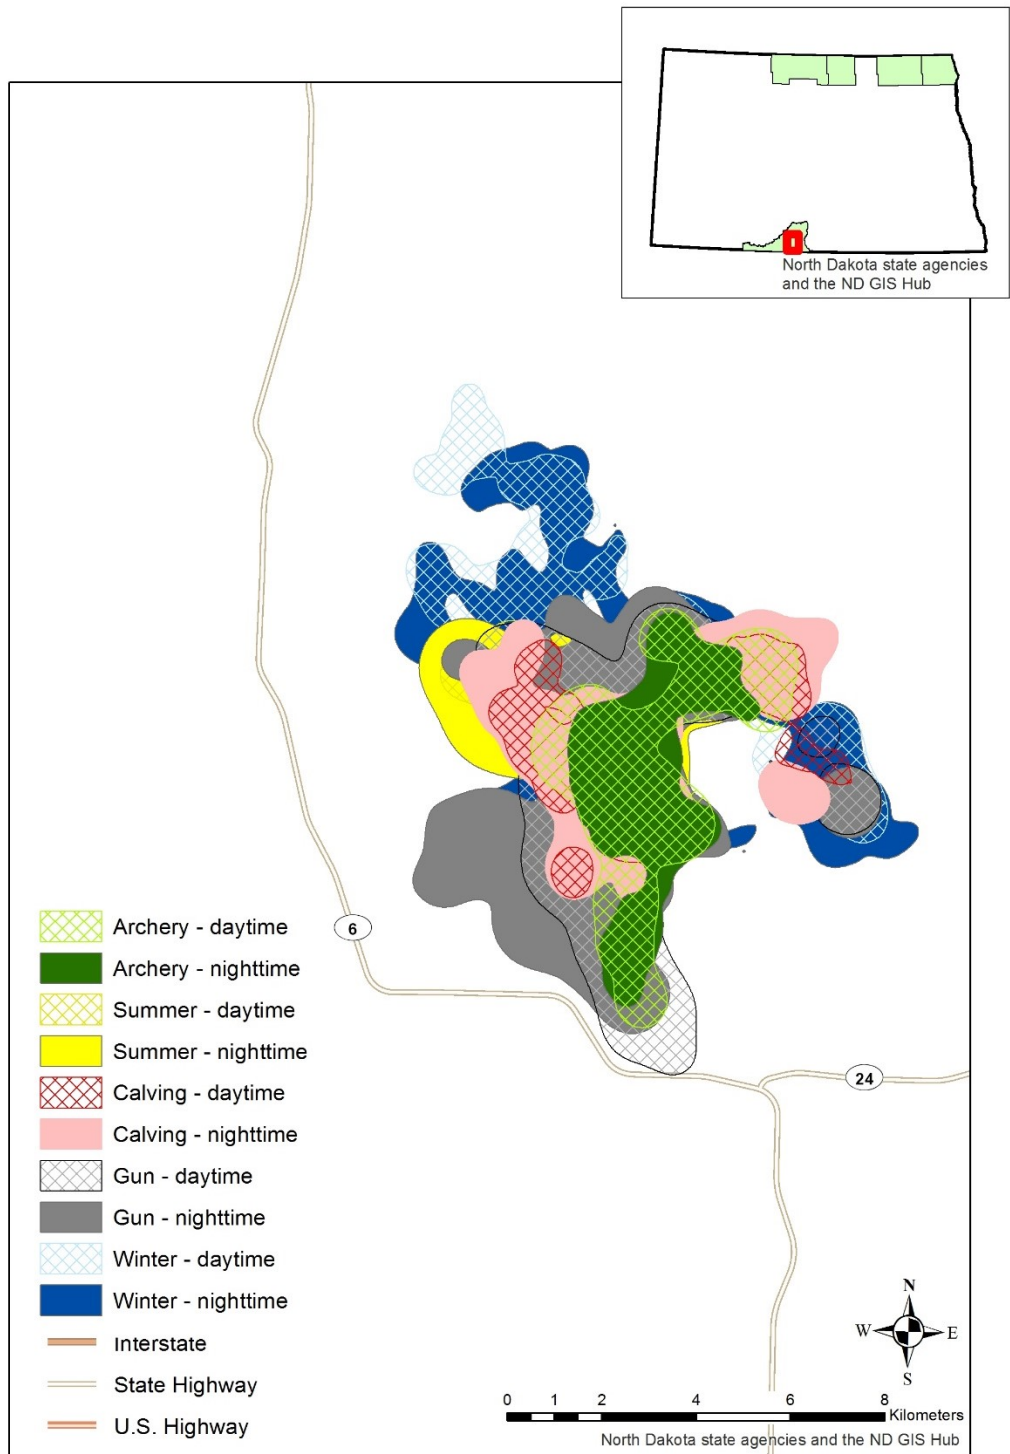 North Dakota state agencies
and the ND GIS Hub
6
24
Archery - daytime
Archery - nighttime
Summer - daytime
Summer - nighttime
Calving - daytime
Calving - nighttime
Gun - daytime
Gun - nighttime
Winter - daytime
Winter - nighttime
Interstate
State Highway
U.S. Highway
N
W E
S
0 1 2 4 6 8
Kilometers
North Dakota state agencies and the ND GIS Hub